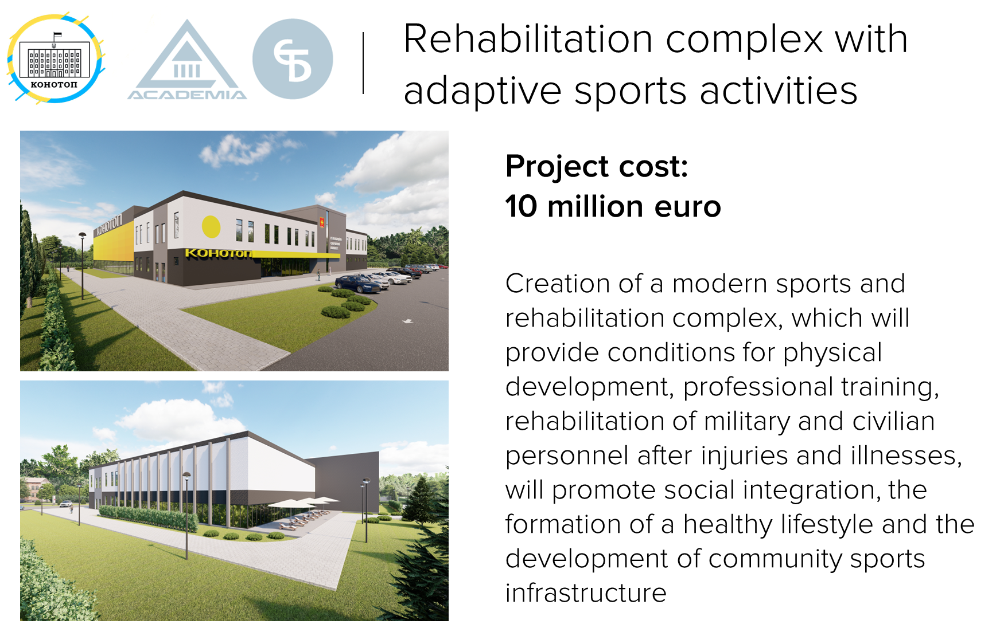 КОНОТОП
ACADEMIA
ЄТБ
Rehabilitation complex with
adaptive sports activities
КОНОТОП
КОНОТОП
Project cost:
10 million euro
Creation of a modern sports and
rehabilitation complex, which will
provide conditions for physical
development, professional training,
rehabilitation of military and civilian
personnel after injuries and illnesses,
will promote social integration, the
formation of a healthy lifestyle and the
development of community sports
infrastructure